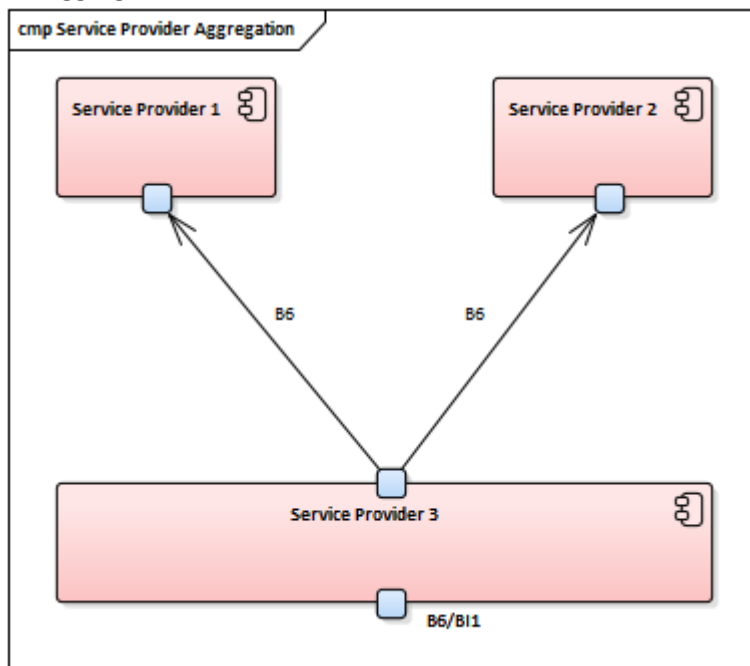 cmp Service Provider Aggregation
Service Provider 1
Service Provider 2
B6
B6
Service Provider 3
B6/BI1